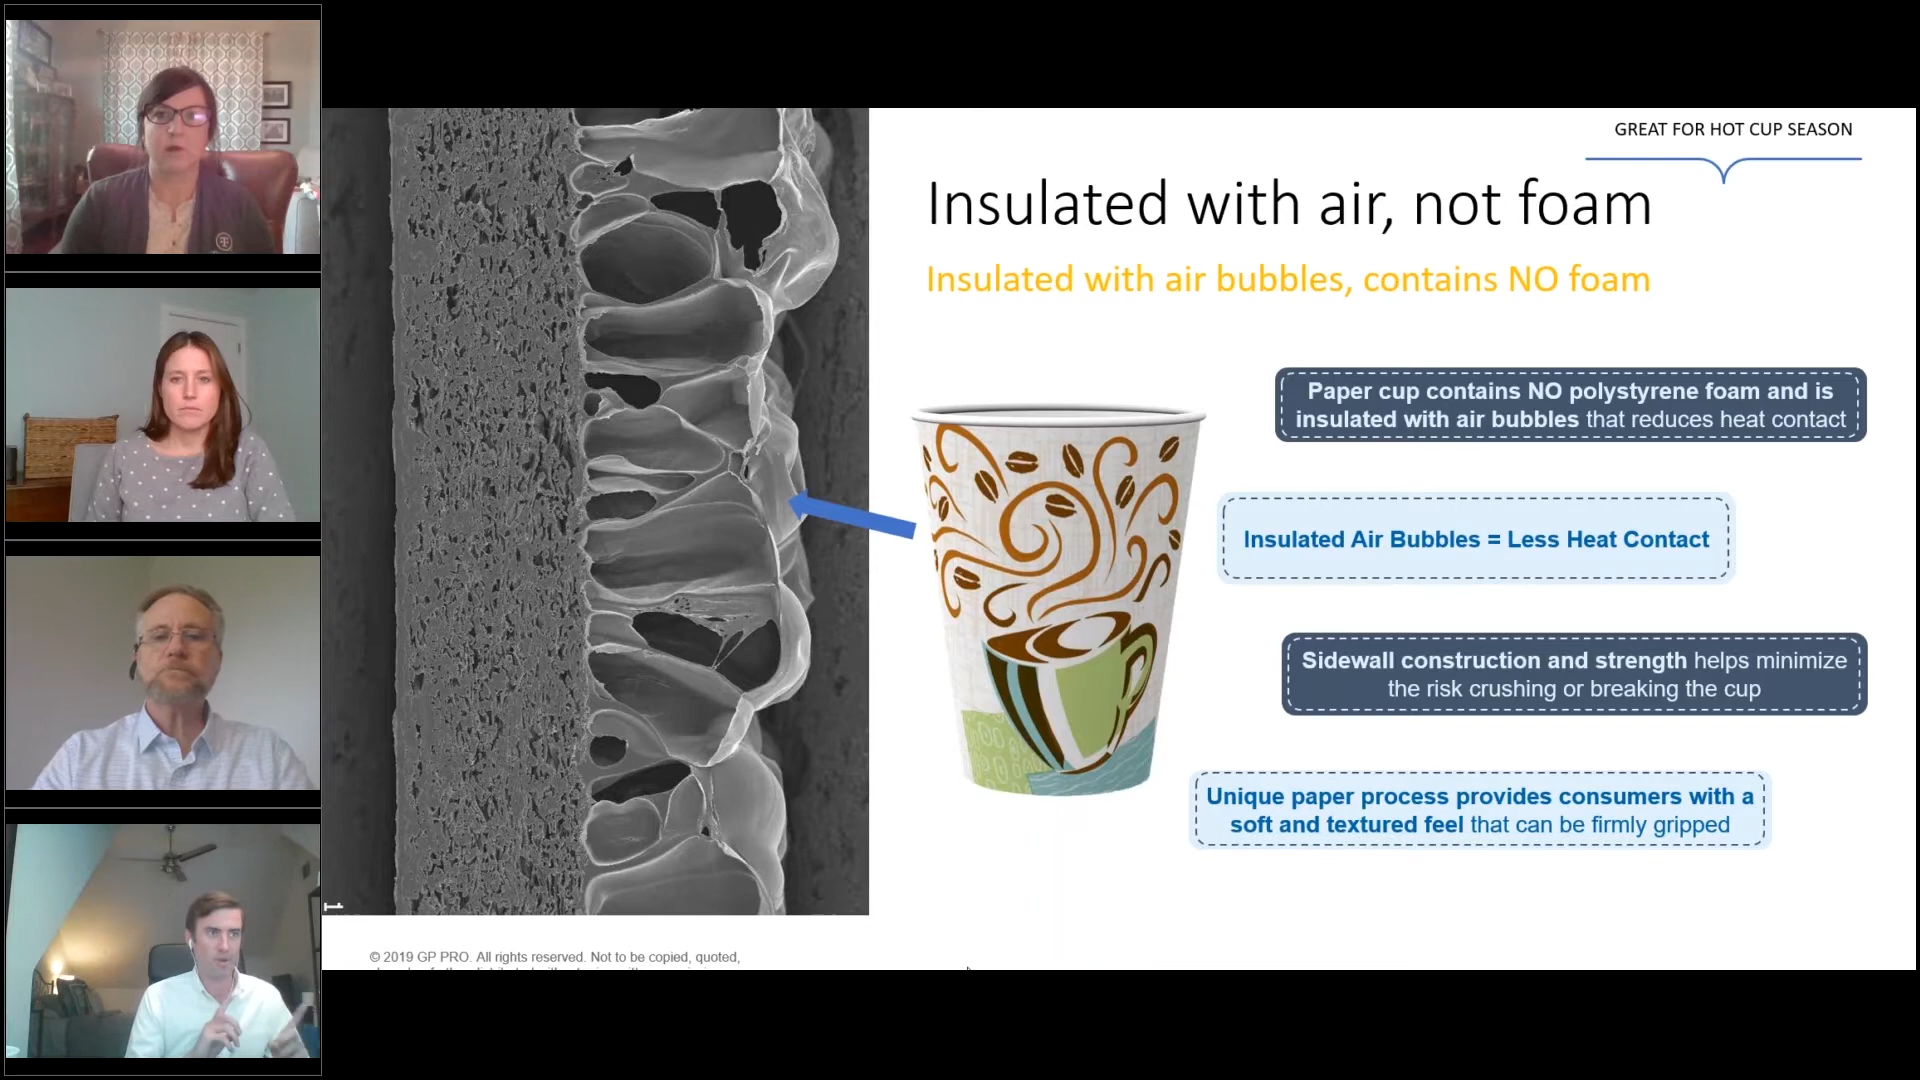 GREAT FOR HOT CUP SEASON
Insulated with air, not foam
Insulated with air bubbles, contains NO foam
Paper cup contains NO polystyrene foam and is
insulated with air bubbles that reduces heat contact
Insulated Air Bubbles = Less Heat Contact
Sidewall construction and strength helps minimize
the risk crushing or breaking the cup
Unique paper process provides consumers with a
soft and textured feel that can be firmly gripped
© 2019 GP PRO. All rights reserved. Not to be copied, quoted,